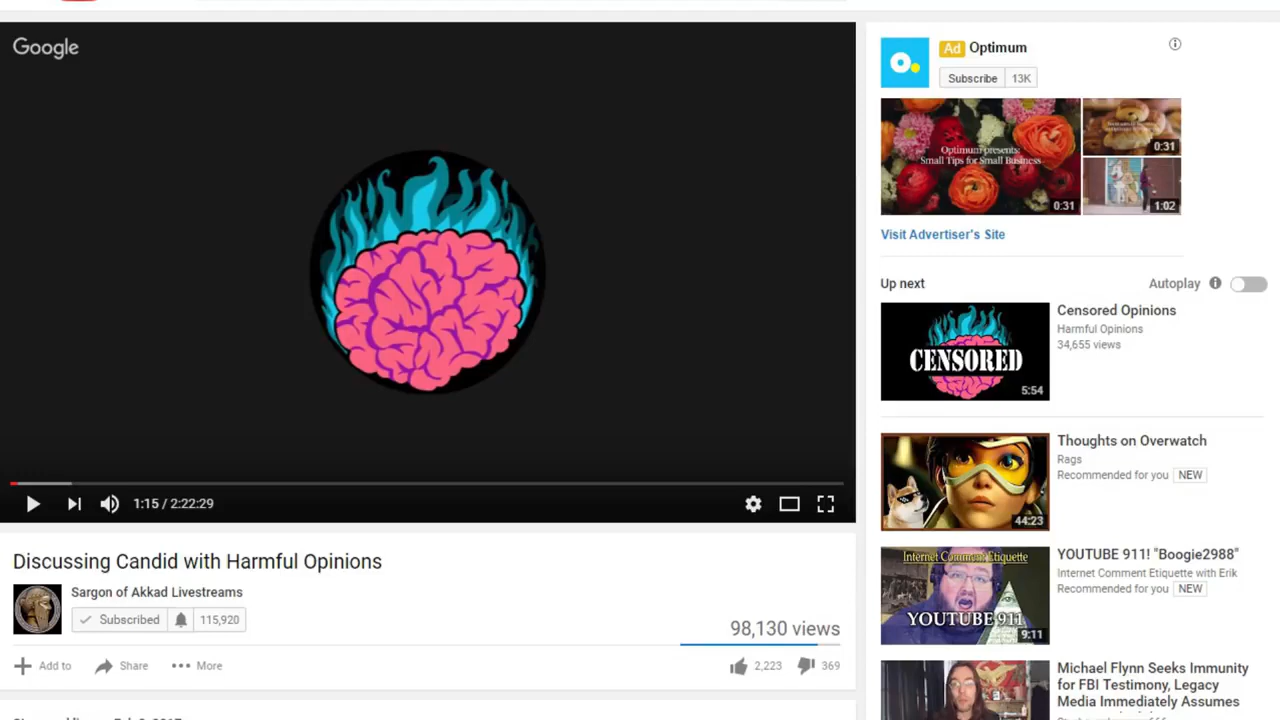 Google
1:15 / 2:22:29
Discussing Candid with Harmful Opinions
Sargon of Akkad Livestreams
Subscribed 115,920
98,130 views
Add to Share More
2,223 369
Ad Optimum
Subscribe 13K
Optimum presents:
Small Tips for Small Business
0:31
0:31
1:02
Visit Advertiser's Site
Up next Autoplay
CENSORED
5:54
Censored Opinions
Harmful Opinions
34,655 views
44:23
Thoughts on Overwatch
Rags
Recommended for you NEW
Internet Comment Etiquette
YOUTUBE 911
9:11
YOUTUBE 911! "Boogie2988"
Internet Comment Etiquette with Erik
Recommended for you NEW
Michael Flynn Seeks Immunity
for FBI Testimony, Legacy
Media Immediately Assumes